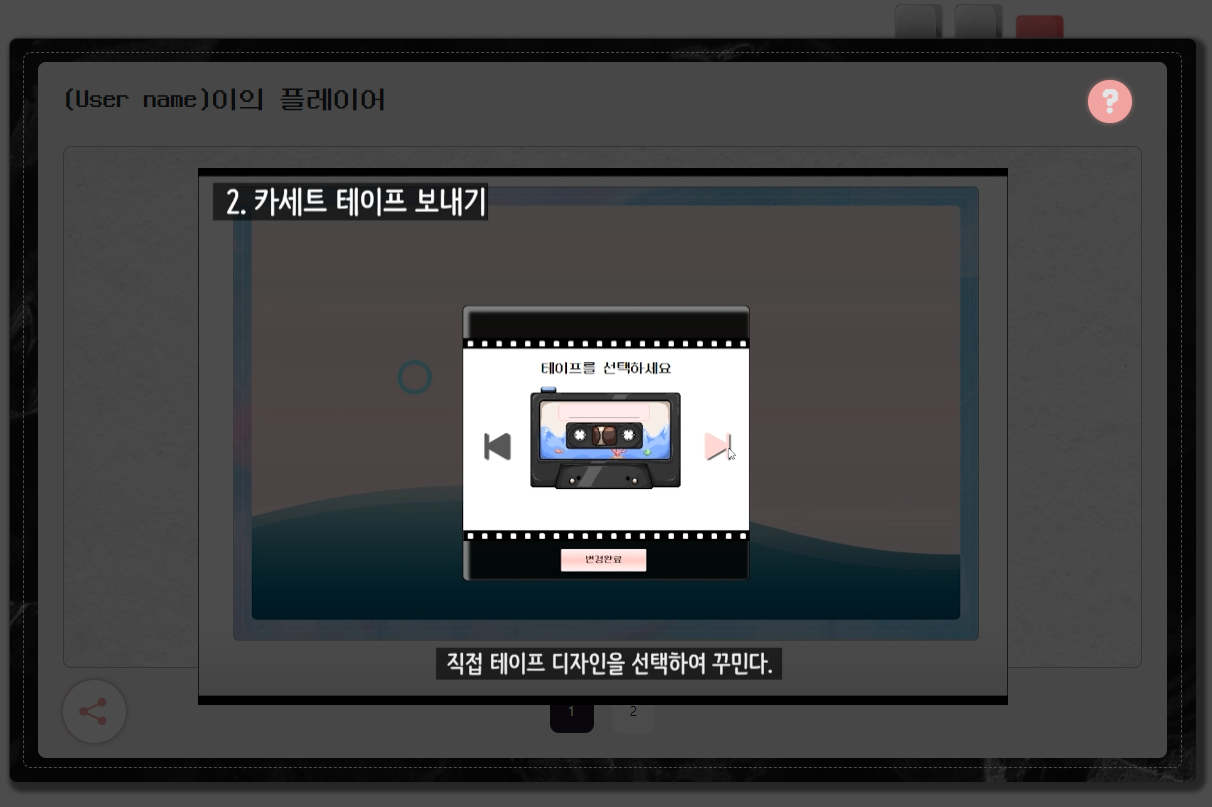 (User name)이의 플레이어
?
2. 카세트 테이프 보내기
테이프를 선택하세요
변경완료
직접 테이프 디자인을 선택하여 꾸민다.
1
2